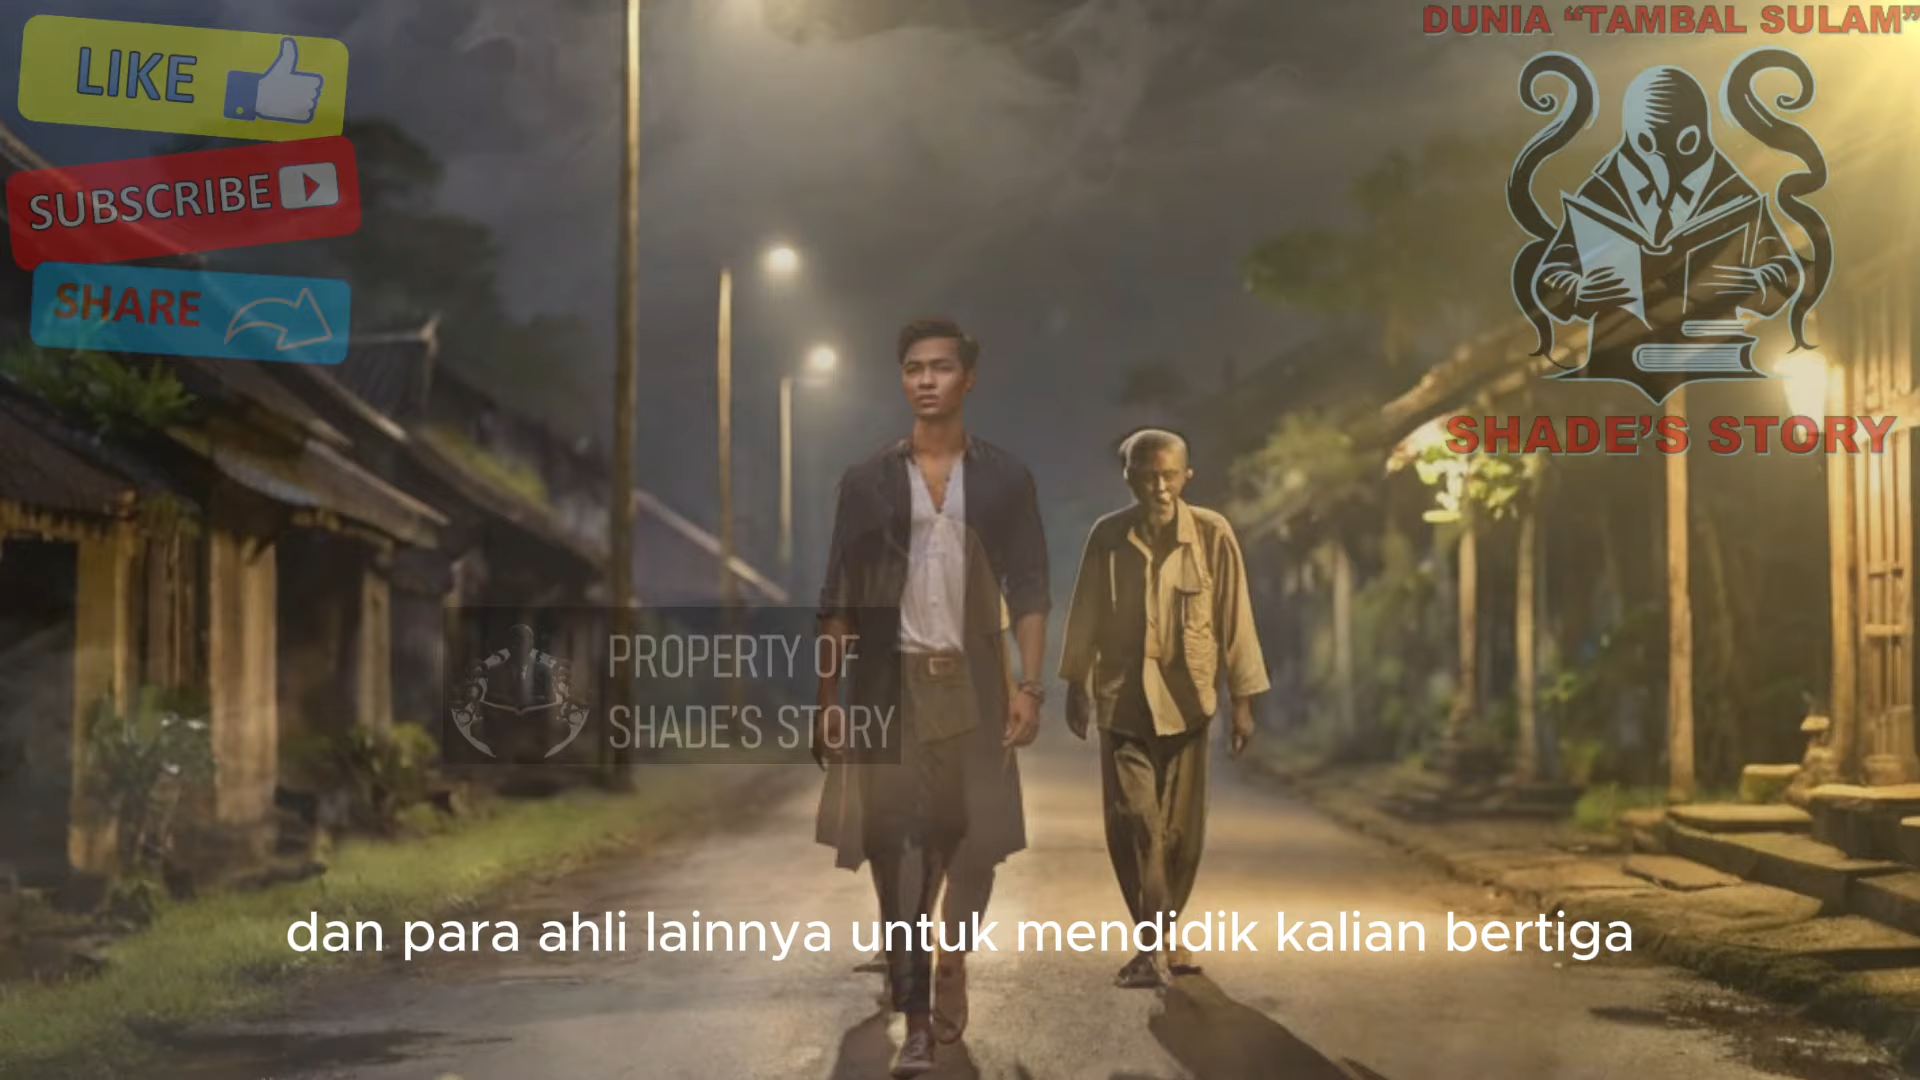 LIKE
SUBSCRIBE
SHARE
DUNIA “TAMBAL SULAM”
SHADE’S STORY
PROPERTY OF
SHADE’S STORY
dan para ahli lainnya untuk mendidik kalian bertiga